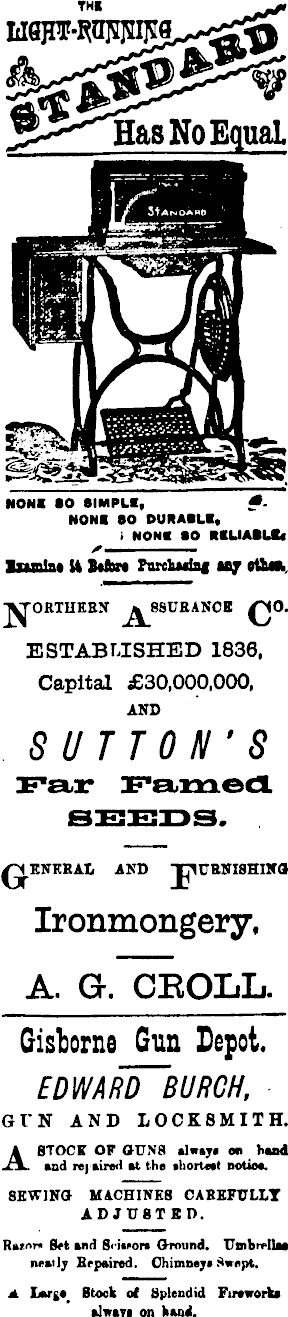 THE
LIGHT-RUNNING
STANDARD
Has No Equal.
STANDARD
NONE SO SIMPLE,
NONE SO DURABLE,
NONE SO RELIABLE.
Examine it Before Purchasing any other.
NORTHERN ASSURANCE CO.
ESTABLISHED 1836,
Capital £30,000,000,
AND
SUTTON'S
Far Famed
SEEDS.
GENERAL AND FURNISHING
Ironmongery.
A. G. CROLL.
Gisborne Gun Depot.
EDWARD BURCH,
GUN AND LOCKSMITH.
A STOCK OF GUNS always on hand
and repaired at the shortest notice.
SEWING MACHINES CAREFULLY
ADJUSTED.
Razors Set and Scissors Ground. Umbrellas
neatly Repaired. Chimneys Swept.
A Large Stock of Splendid Fireworks
always on hand.